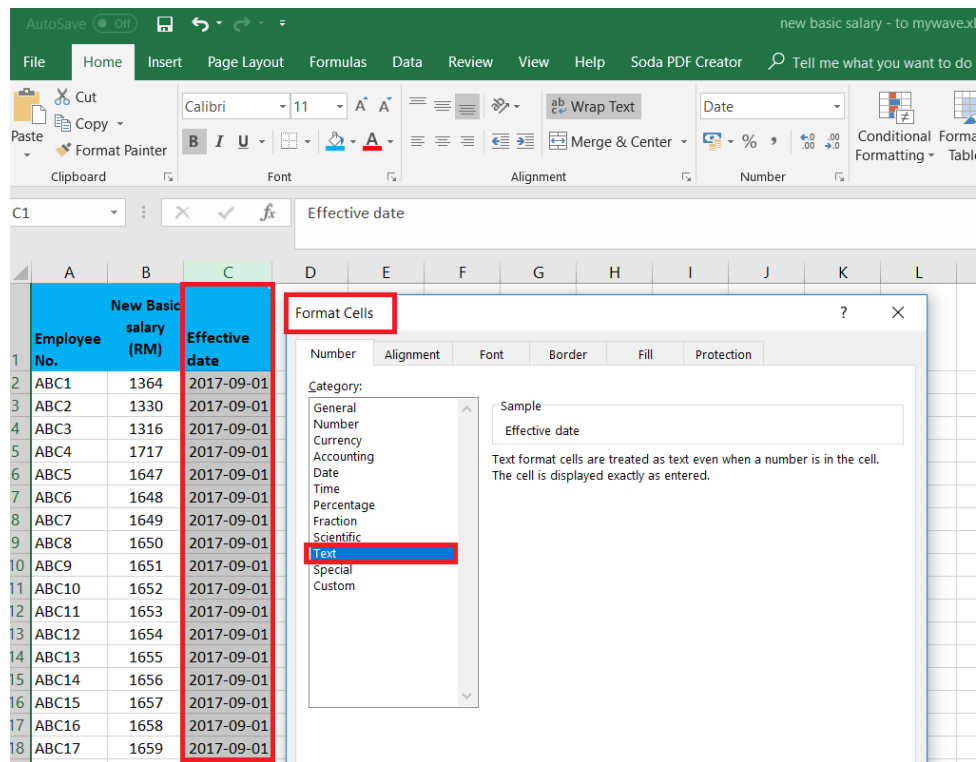 AutoSave Off new basic salary - to mywave.xl
File Home Insert Page Layout Formulas Data Review View Help Soda PDF Creator Tell me what you want to do
Cut
Copy
Format Painter
Paste
Calibri 11 A A
B I U A
ab Wrap Text
Merge & Center
Date
% , .0 .00 .00 .0
Conditional Formatting
Forma
Table
Clipboard Font Alignment Number
C1 fx Effective date
A B C D E F G H I J K L
1 Employee No. New Basic salary (RM) Effective date
2 ABC1 1364 2017-09-01
3 ABC2 1330 2017-09-01
4 ABC3 1316 2017-09-01
5 ABC4 1717 2017-09-01
6 ABC5 1647 2017-09-01
7 ABC6 1648 2017-09-01
8 ABC7 1649 2017-09-01
9 ABC8 1650 2017-09-01
10 ABC9 1651 2017-09-01
11 ABC10 1652 2017-09-01
12 ABC11 1653 2017-09-01
13 ABC12 1654 2017-09-01
14 ABC13 1655 2017-09-01
15 ABC14 1656 2017-09-01
16 ABC15 1657 2017-09-01
17 ABC16 1658 2017-09-01
18 ABC17 1659 2017-09-01
Format Cells ?
Number Alignment Font Border Fill Protection
Category:
General
Number
Currency
Accounting
Date
Time
Percentage
Fraction
Scientific
Text
Special
Custom
Sample
Effective date
Text format cells are treated as text even when a number is in the cell.
The cell is displayed exactly as entered.